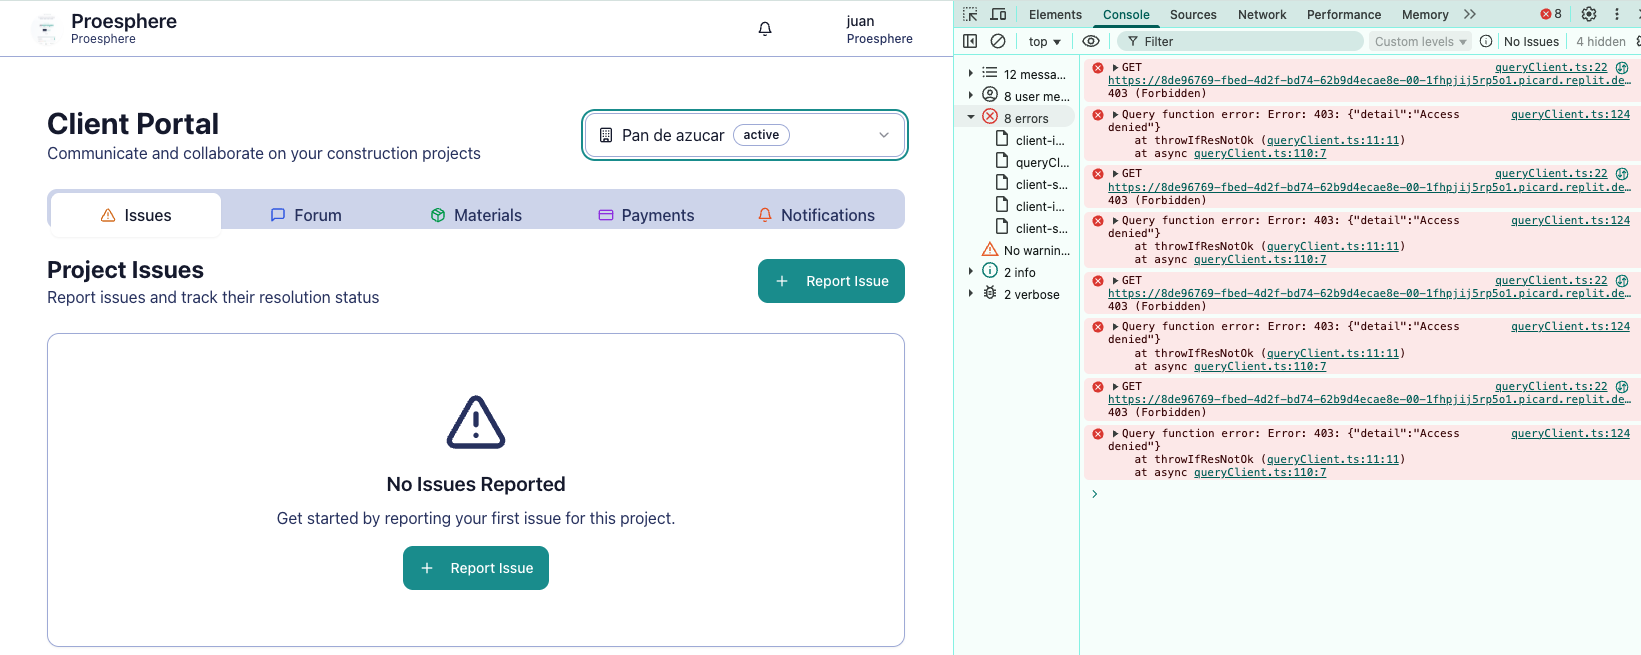 Proesphere
Proesphere
juan
Proesphere
Client Portal
Communicate and collaborate on your construction projects
Pan de azucar active
Issues Forum Materials Payments Notifications
Project Issues
Report issues and track their resolution status
+ Report Issue
No Issues Reported
Get started by reporting your first issue for this project.
+ Report Issue
Elements Console Sources Network Performance Memory 8
top Filter Custom levels No Issues 4 hidden
12 messa...
8 user me...
8 errors
client-i...
queryCl...
client-s...
client-i...
client-s...
No warnin...
2 info
2 verbose
GET queryClient.ts:22
https://8de96769-fbed-4d2f-bd74-62b9d4ecae8e-00-1fhpjij5rp5o1.picard.replit.de…
403 (Forbidden)
Query function error: Error: 403: {"detail":"Access queryClient.ts:124
denied"}
at throwIfResNotOk (queryClient.ts:11:11)
at async queryClient.ts:110:7
GET queryClient.ts:22
https://8de96769-fbed-4d2f-bd74-62b9d4ecae8e-00-1fhpjij5rp5o1.picard.replit.de…
403 (Forbidden)
Query function error: Error: 403: {"detail":"Access queryClient.ts:124
denied"}
at throwIfResNotOk (queryClient.ts:11:11)
at async queryClient.ts:110:7
GET queryClient.ts:22
https://8de96769-fbed-4d2f-bd74-62b9d4ecae8e-00-1fhpjij5rp5o1.picard.replit.de…
403 (Forbidden)
Query function error: Error: 403: {"detail":"Access queryClient.ts:124
denied"}
at throwIfResNotOk (queryClient.ts:11:11)
at async queryClient.ts:110:7
GET queryClient.ts:22
https://8de96769-fbed-4d2f-bd74-62b9d4ecae8e-00-1fhpjij5rp5o1.picard.replit.de…
403 (Forbidden)
Query function error: Error: 403: {"detail":"Access queryClient.ts:124
denied"}
at throwIfResNotOk (queryClient.ts:11:11)
at async queryClient.ts:110:7